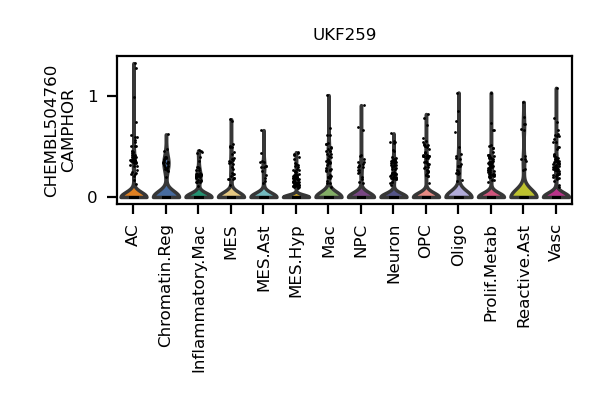 UKF259
CHEMBL504760
CAMPHOR
1
0
AC
Chromatin.Reg
Inflammatory.Mac
MES
MES.Ast
MES.Hyp
Mac
NPC
Neuron
OPC
Oligo
Prolif.Metab
Reactive.Ast
Vasc